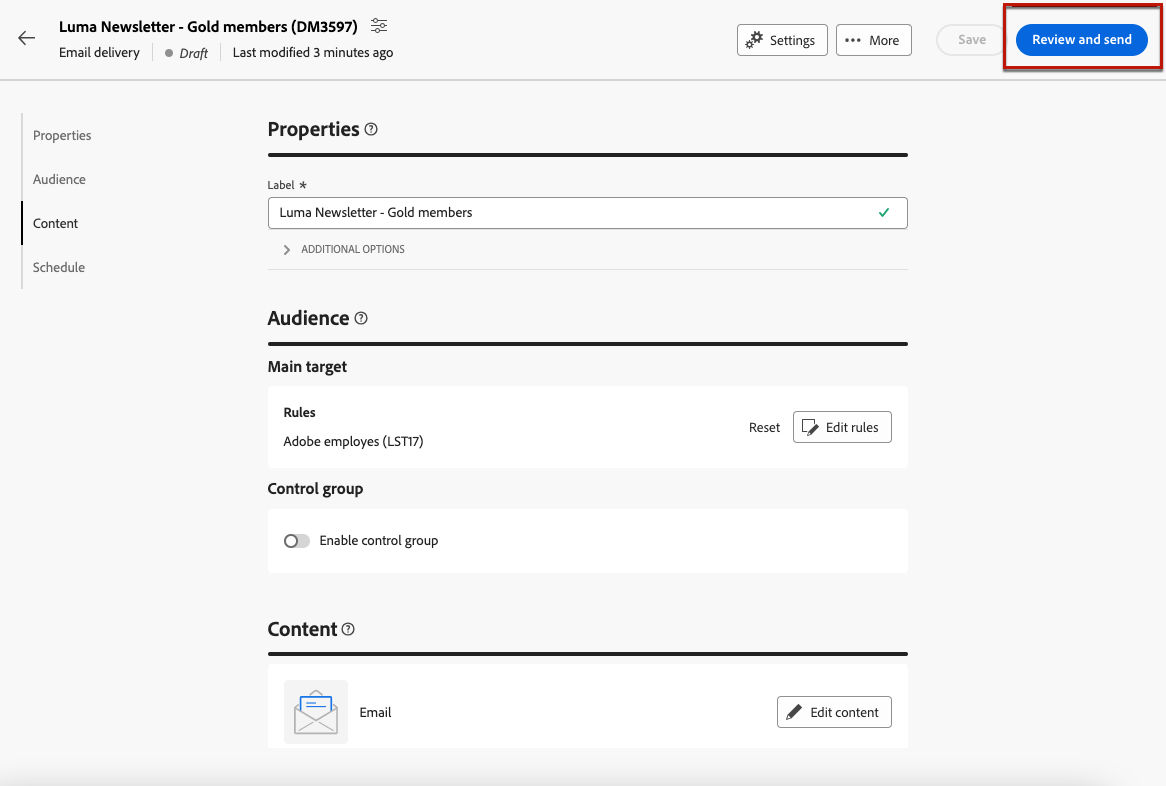 Luma Newsletter - Gold members (DM3597)
Email delivery
Draft
Last modified 3 minutes ago
Settings
More
Save
Review and send
Properties
Audience
Content
Schedule
Properties
Label *
Luma Newsletter - Gold members
ADDITIONAL OPTIONS
Audience
Main target
Rules
Adobe employes (LST17)
Reset
Edit rules
Control group
Enable control group
Content
Email
Edit content